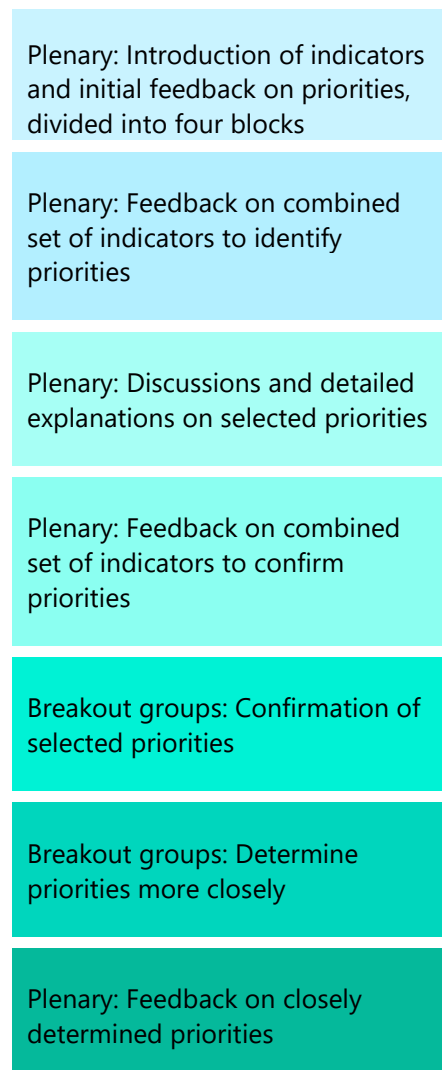 Plenary: Introduction of indicators
and initial feedback on priorities,
divided into four blocks
Plenary: Feedback on combined
set of indicators to identify
priorities
Plenary: Discussions and detailed
explanations on selected priorities
Plenary: Feedback on combined
set of indicators to confirm
priorities
Breakout groups: Confirmation of
selected priorities
Breakout groups: Determine
priorities more closely
Plenary: Feedback on closely
determined priorities